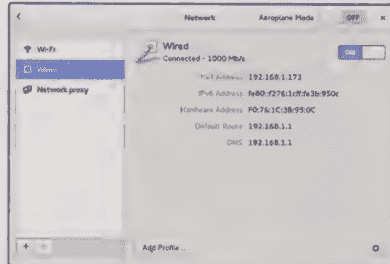 Network
Aeroplane Mode
OFF
Wi-Fi
Wired
Network proxy
Wired
Connected - 1000 Mb/s
ON
IPv4 Address 192.168.1.173
IPv6 Address fe80::f276:1cff:fe3b:950c
Hardware Address F0:76:1C:3B:95:0C
Default Route 192.168.1.1
DNS 192.168.1.1
Add Profile...